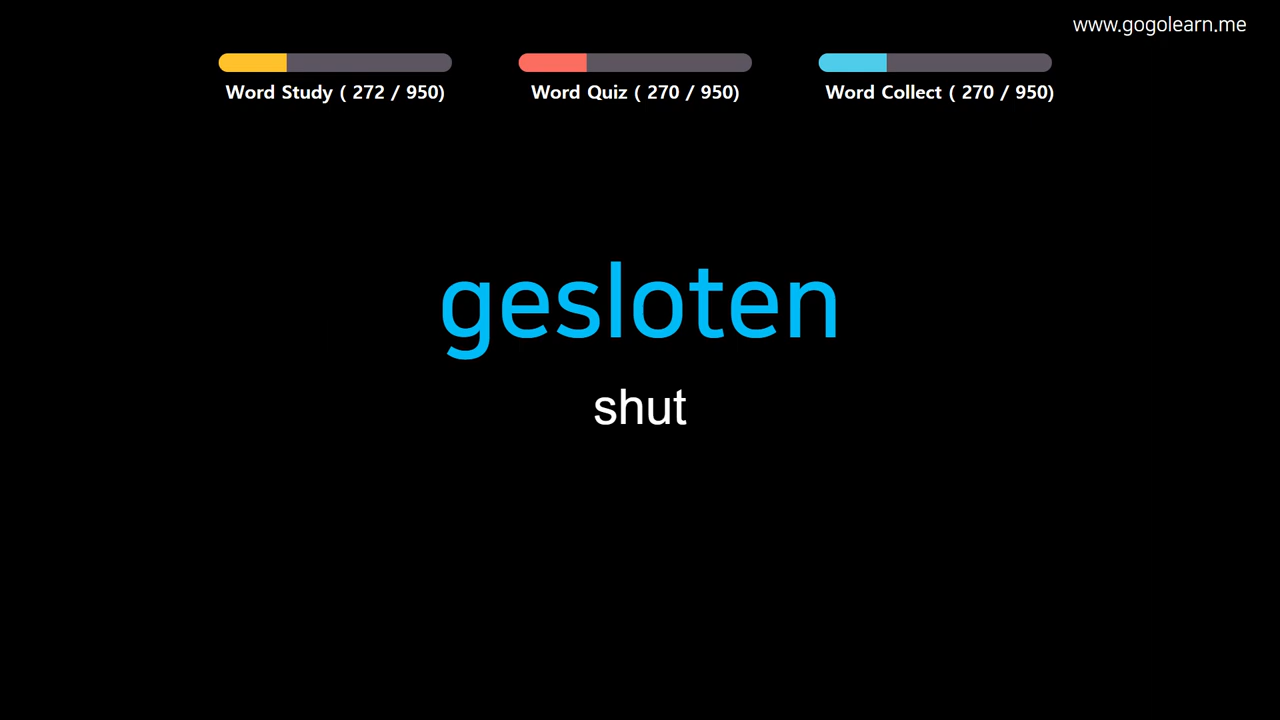 www.gogolearn.me
Word Study ( 272 / 950)
Word Quiz ( 270 / 950)
Word Collect ( 270 / 950)
gesloten
shut